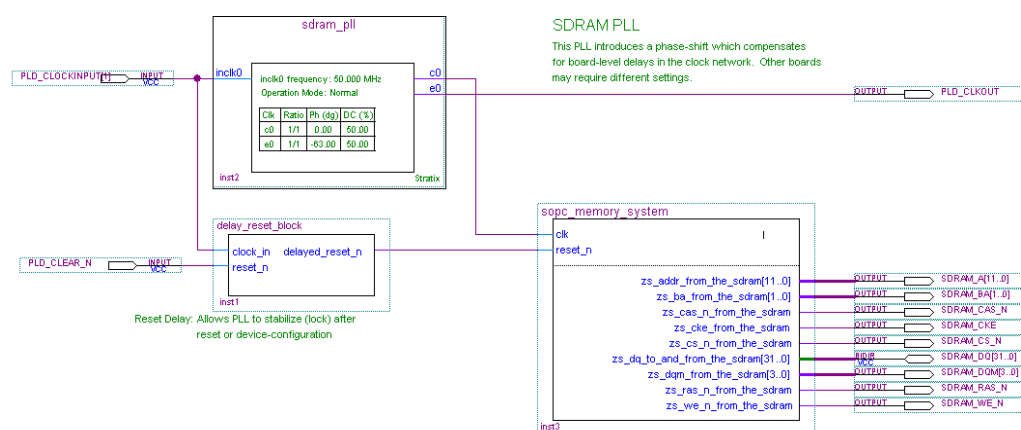 sdram_pll
SDRAM PLL
This PLL introduces a phase-shift which compensates
for board-level delays in the clock network.  Other boards
may require different settings.
PLD_CLOCKINPUT[1] INPUT VCC
inclk0
c0
e0
inclk0 frequency: 50.000 MHz
Operation Mode: Normal
Clk Ratio Ph (dg) DC (%)
c0 1/1 0.00 50.00
e0 1/1 -63.00 50.00
inst2
Stratix
OUTPUT PLD_CLKOUT
delay_reset_block
clock_in delayed_reset_n
reset_n
inst1
PLD_CLEAR_N INPUT VCC
Reset Delay: Allows PLL to stabilize (lock) after
reset or device-configuration
sopc_memory_system
clk
reset_n
zs_addr_from_the_sdram[11..0] OUTPUT SDRAM_A[11..0]
zs_ba_from_the_sdram[1..0] OUTPUT SDRAM_BA[1..0]
zs_cas_n_from_the_sdram OUTPUT SDRAM_CAS_N
zs_cke_from_the_sdram OUTPUT SDRAM_CKE
zs_cs_n_from_the_sdram OUTPUT SDRAM_CS_N
zs_dq_to_and_from_the_sdram[31..0] BIDIR VCC SDRAM_DQ[31..0]
zs_dqm_from_the_sdram[3..0] OUTPUT SDRAM_DQM[3..0]
zs_ras_n_from_the_sdram OUTPUT SDRAM_RAS_N
zs_we_n_from_the_sdram OUTPUT SDRAM_WE_N
inst3